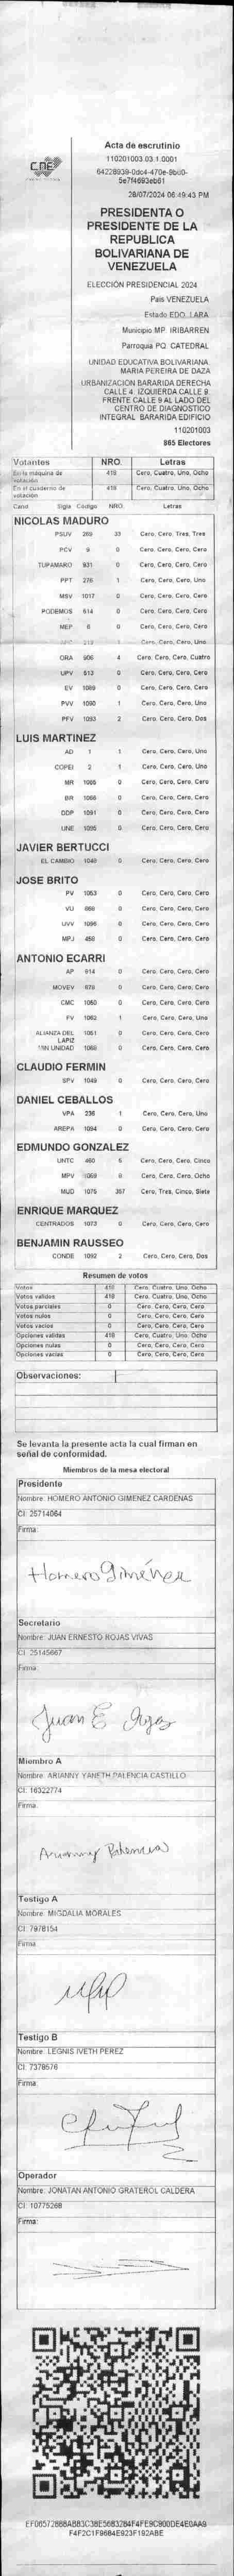 CNE
Acta de escrutinio
110201003.03.1.0001
64228939-0dc4-470e-9b00-
5e7f4693eb61
28/07/2024 06:49:43 PM
PRESIDENTA O
PRESIDENTE DE LA
REPUBLICA
BOLIVARIANA DE
VENEZUELA
ELECCIÓN PRESIDENCIAL 2024
País VENEZUELA
Estado EDO. LARA
Municipio MP. IRIBARREN
Parroquia PQ. CATEDRAL
UNIDAD EDUCATIVA BOLIVARIANA
MARIA PEREIRA DE DAZA
URBANIZACION BARARIDA DERECHA
CALLE 4. IZQUIERDA CALLE 9.
FRENTE CALLE 9 AL LADO DEL
CENTRO DE DIAGNOSTICO
INTEGRAL BARARIDA EDIFICIO
110201003
865 Electores
Votantes NRO. Letras
En la máquina de votación 418 Cero, Cuatro, Uno, Ocho
En el cuaderno de votación 418 Cero, Cuatro, Uno, Ocho
Cand Sigla Código NRO. Letras
NICOLAS MADURO
PSUV 269 33 Cero, Cero, Tres, Tres
PCV 9 0 Cero, Cero, Cero, Cero
TUPAMARO 931 0 Cero, Cero, Cero, Cero
PPT 276 1 Cero, Cero, Cero, Uno
MSV 1017 0 Cero, Cero, Cero, Cero
PODEMOS 614 0 Cero, Cero, Cero, Cero
MEP 6 0 Cero, Cero, Cero, Cero
1 Cero, Cero, Cero, Uno
ORA 906 4 Cero, Cero, Cero, Cuatro
UPV 613 0 Cero, Cero, Cero, Cero
EV 1089 0 Cero, Cero, Cero, Cero
PVV 1090 1 Cero, Cero, Cero, Uno
PFV 1093 2 Cero, Cero, Cero, Dos
LUIS MARTINEZ
AD 1 1 Cero, Cero, Cero, Uno
COPEI 2 1 Cero, Cero, Cero, Uno
MR 1065 0 Cero, Cero, Cero, Cero
BR 1066 0 Cero, Cero, Cero, Cero
DDP 1091 0 Cero, Cero, Cero, Cero
UNE 1095 0 Cero, Cero, Cero, Cero
JAVIER BERTUCCI
EL CAMBIO 1048 0 Cero, Cero, Cero, Cero
JOSE BRITO
PV 1053 0 Cero, Cero, Cero, Cero
VU 868 0 Cero, Cero, Cero, Cero
UVV 1096 0 Cero, Cero, Cero, Cero
MPJ 458 0 Cero, Cero, Cero, Cero
ANTONIO ECARRI
AP 914 0 Cero, Cero, Cero, Cero
MOVEV 878 0 Cero, Cero, Cero, Cero
CMC 1050 0 Cero, Cero, Cero, Cero
FV 1062 1 Cero, Cero, Cero, Uno
ALIANZA DEL LAPIZ 1051 0 Cero, Cero, Cero, Cero
MIN UNIDAD 1068 0 Cero, Cero, Cero, Cero
CLAUDIO FERMIN
SPV 1049 0 Cero, Cero, Cero, Cero
DANIEL CEBALLOS
VPA 236 1 Cero, Cero, Cero, Uno
AREPA 1094 0 Cero, Cero, Cero, Cero
EDMUNDO GONZALEZ
UNTC 460 5 Cero, Cero, Cero, Cinco
MPV 1069 8 Cero, Cero, Cero, Ocho
MUD 1075 357 Cero, Tres, Cinco, Siete
ENRIQUE MARQUEZ
CENTRADOS 1073 0 Cero, Cero, Cero, Cero
BENJAMIN RAUSSEO
CONDE 1092 2 Cero, Cero, Cero, Dos
Resumen de votos
Votos 418 Cero, Cuatro, Uno, Ocho
Votos validos 418 Cero, Cuatro, Uno, Ocho
Votos parciales 0 Cero, Cero, Cero, Cero
Votos nulos 0 Cero, Cero, Cero, Cero
Votos vacíos 0 Cero, Cero, Cero, Cero
Opciones validas 418 Cero, Cuatro, Uno, Ocho
Opciones nulas 0 Cero, Cero, Cero, Cero
Opciones vacías 0 Cero, Cero, Cero, Cero
Observaciones:
Se levanta la presente acta la cual firman en
señal de conformidad.
Miembros de la mesa electoral
Presidente
Nombre: HOMERO ANTONIO GIMENEZ CARDENAS
CI: 25714064
Firma:
Homero Giménez
Secretario
Nombre: JUAN ERNESTO ROJAS VIVAS
CI: 25145667
Firma:
Juan E Rojas
Miembro A
Nombre: ARIANNY YANETH PALENCIA CASTILLO
CI: 16322774
Firma:
Arianny Palencia
Testigo A
Nombre: MIGDALIA MORALES
CI: 7978154
Firma:
Testigo B
Nombre: LEGNIS IVETH PEREZ
CI: 7378576
Firma:
Operador
Nombre: JONATAN ANTONIO GRATEROL CALDERA
CI: 10775268
Firma:
EF06572888AB83C38E5683284F4FE9C900DE4E0AA9
F4F2C1F9684E923F192ABE